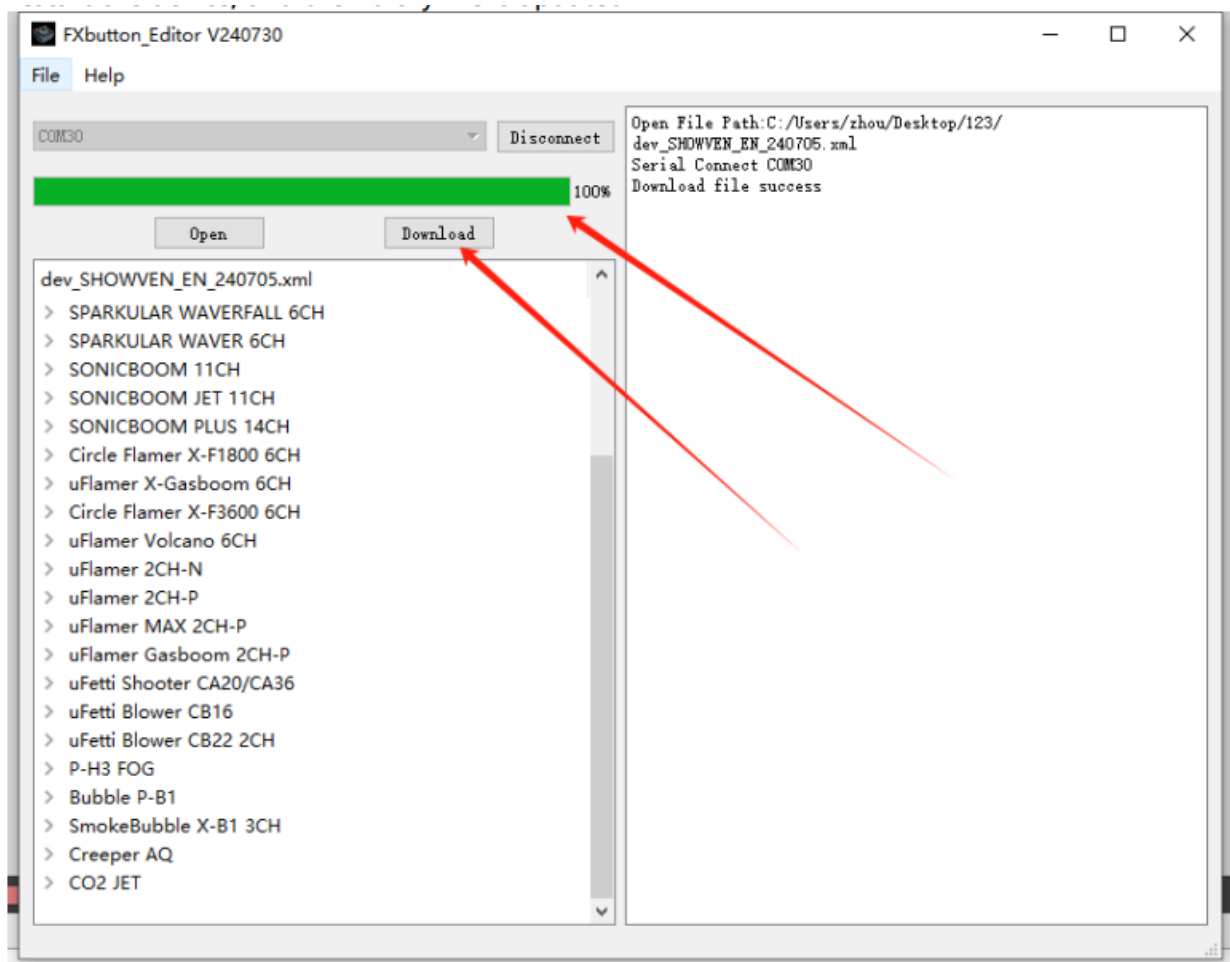 FXbutton_Editor V240730
File Help
COM30
Disconnect
100%
Open
Download
dev_SHOWVEN_EN_240705.xml
SPARKULAR WAVERFALL 6CH
SPARKULAR WAVER 6CH
SONICBOOM 11CH
SONICBOOM JET 11CH
SONICBOOM PLUS 14CH
Circle Flamer X-F1800 6CH
uFlamer X-Gasboom 6CH
Circle Flamer X-F3600 6CH
uFlamer Volcano 6CH
uFlamer 2CH-N
uFlamer 2CH-P
uFlamer MAX 2CH-P
uFlamer Gasboom 2CH-P
uFetti Shooter CA20/CA36
uFetti Blower CB16
uFetti Blower CB22 2CH
P-H3 FOG
Bubble P-B1
SmokeBubble X-B1 3CH
Creeper AQ
CO2 JET
Open File Path:C:/Users/zhou/Desktop/123/
dev_SHOWVEN_EN_240705.xml
Serial Connect COM30
Download file success